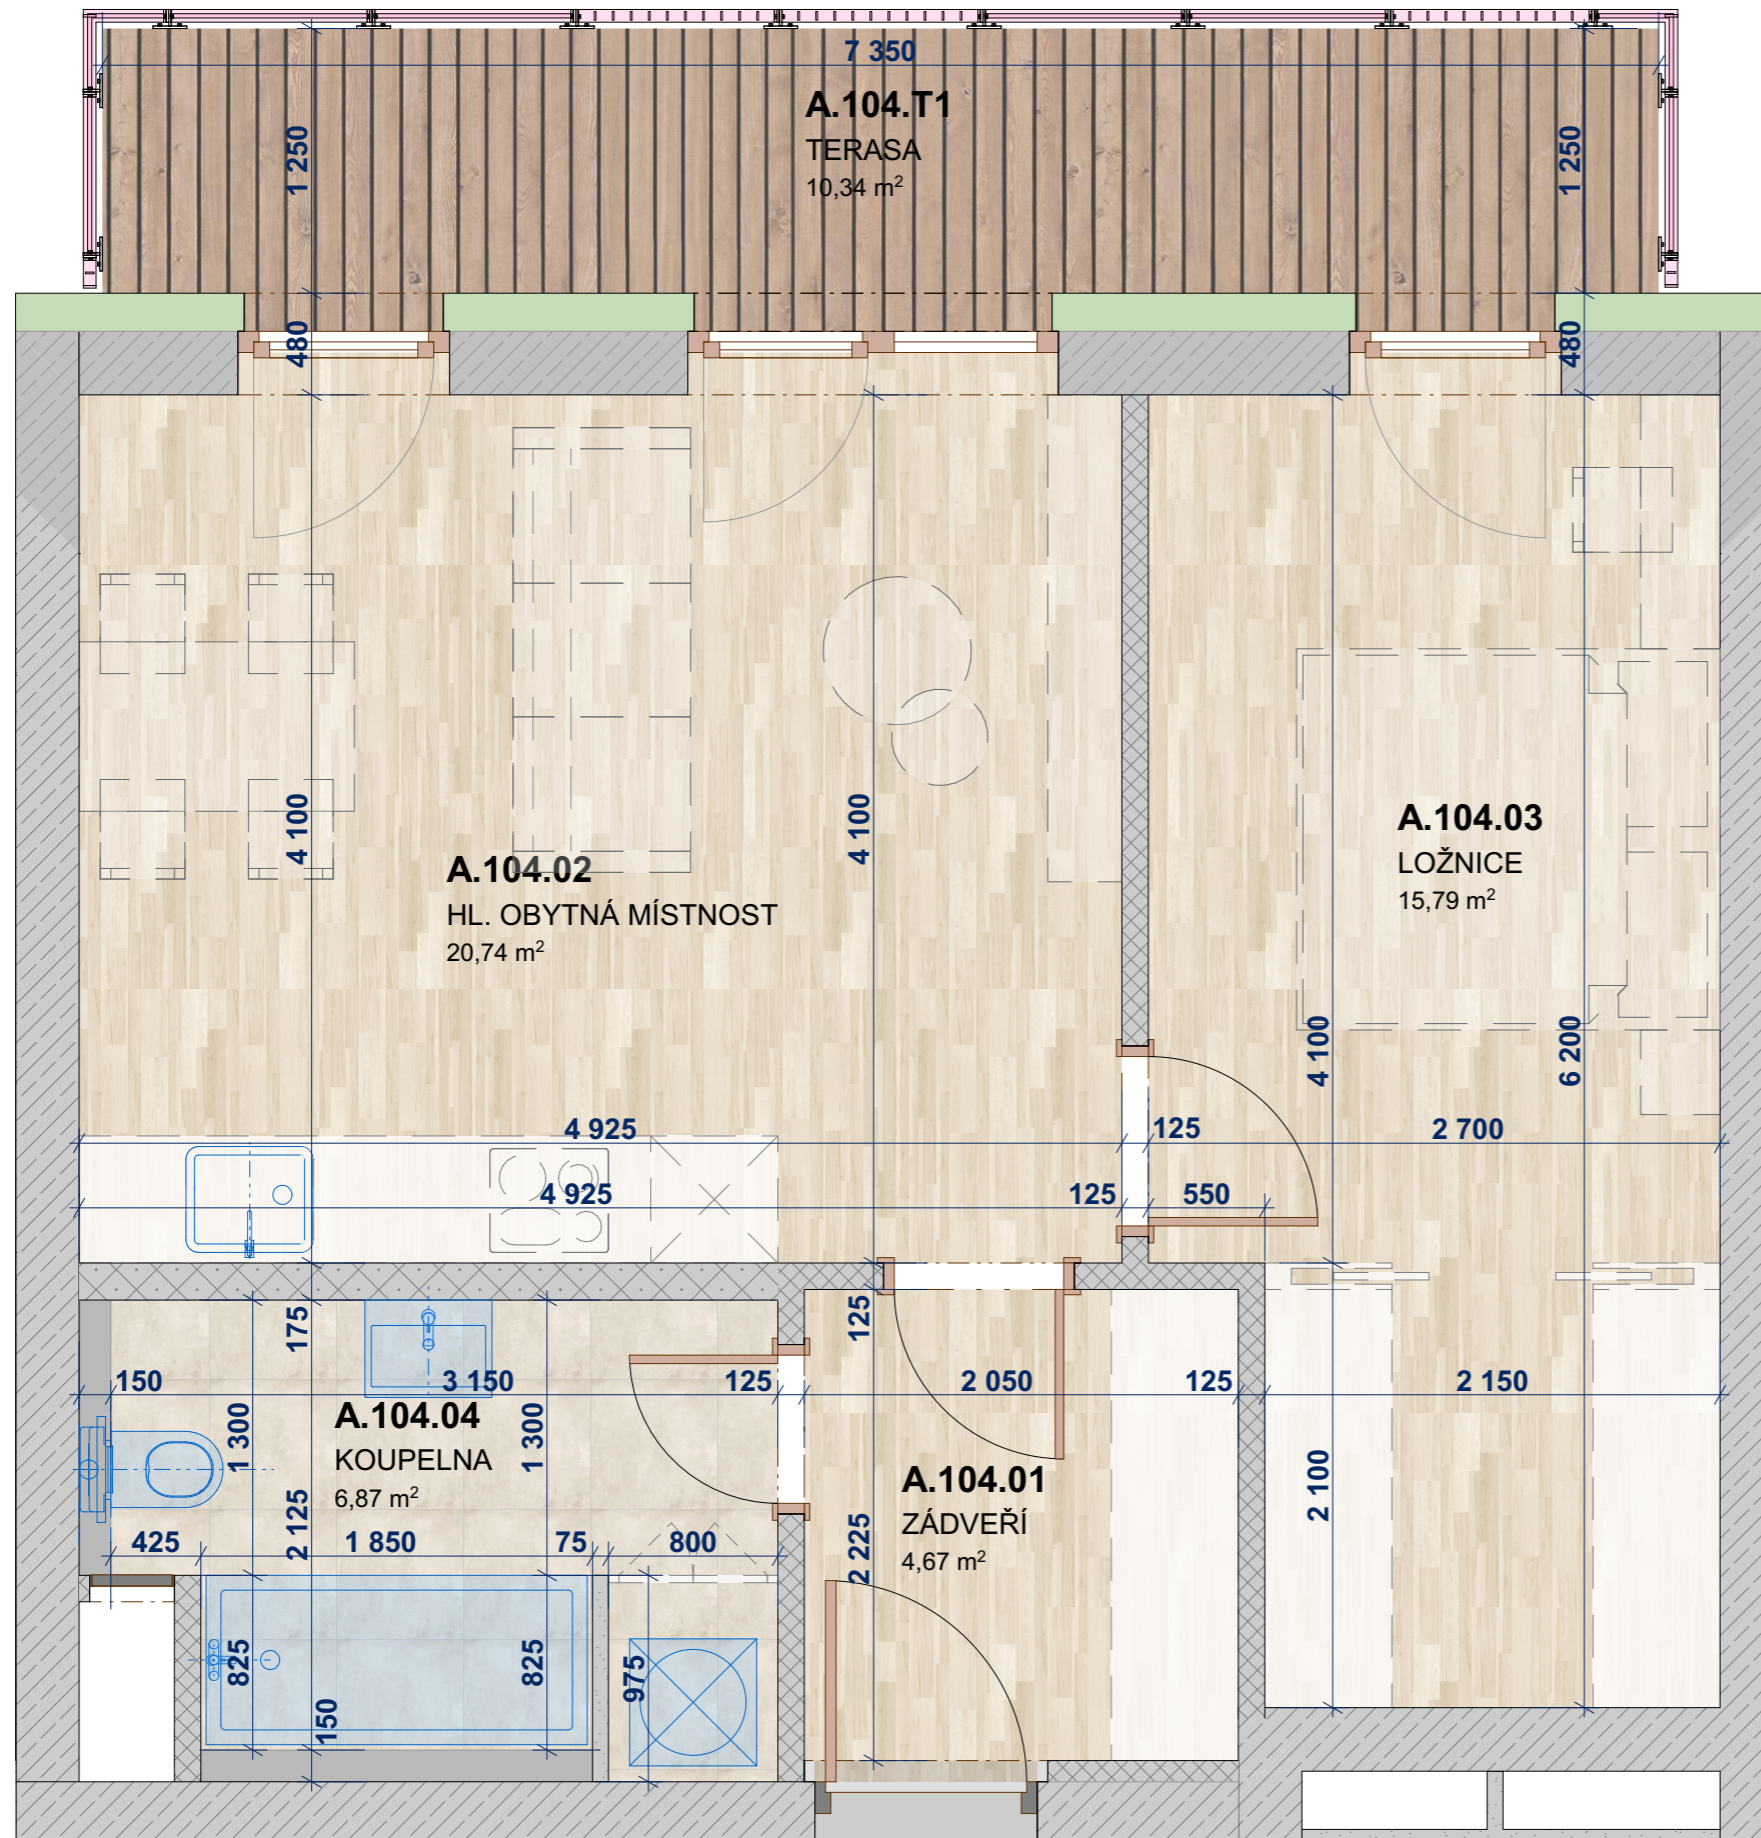 7 350
A.104.T1
TERASA
10,34 m²
1 250
1 250
480
480
4 100
4 100
A.104.02
HL. OBYTNÁ MÍSTNOST
20,74 m²
A.104.03
LOŽNICE
15,79 m²
4 100
6 200
4 925
125
2 700
4 925
125
550
175
125
150
3 150
125
2 050
125
2 150
A.104.04
KOUPELNA
6,87 m²
1 300
1 300
A.104.01
ZÁDVEŘÍ
4,67 m²
2 125
2 225
2 100
425
1 850
75
800
825
825
975
150